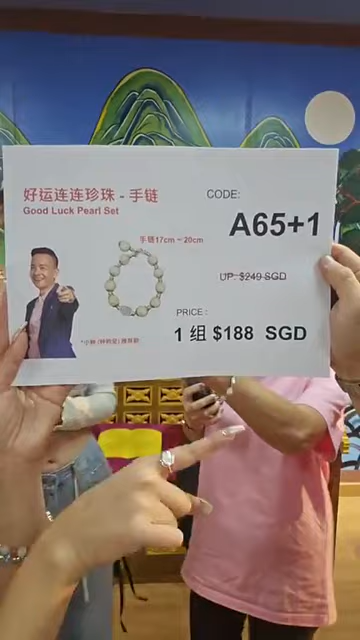 好运连连珍珠 - 手链
Good Luck Pearl Set
CODE:
A65+1
手链17cm ~ 20cm
UP: $249 SGD
PRICE :
1 组 $188 SGD